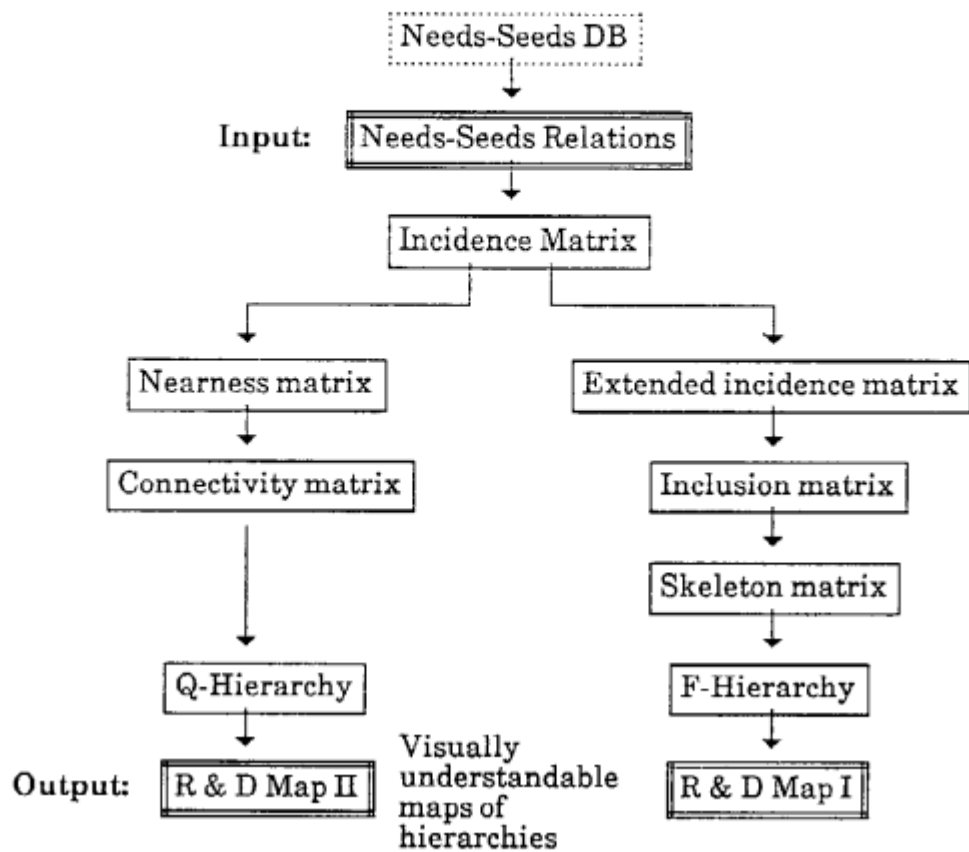 Needs-Seeds DB
Input:
Needs-Seeds Relations
Incidence Matrix
Nearness matrix
Extended incidence matrix
Connectivity matrix
Inclusion matrix
Skeleton matrix
Q-Hierarchy
F-Hierarchy
Output:
R & D Map II
Visually
understandable
maps of
hierarchies
R & D Map I